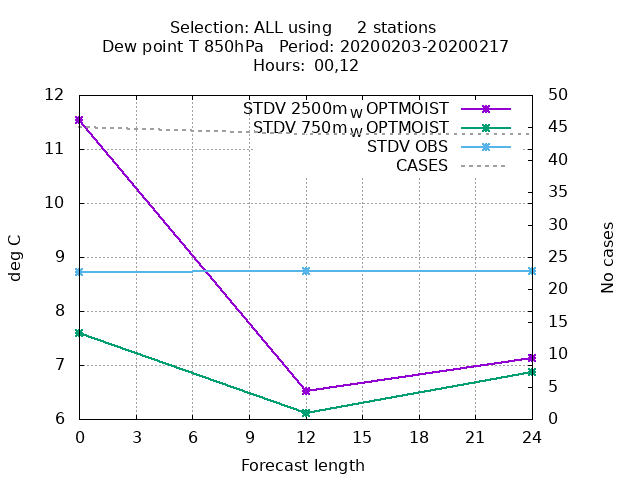 Selection: ALL using 2 stations
Dew point T 850hPa Period: 20200203-20200217
Hours: 00,12
STDV 2500m_W OPTMOIST
STDV 750m_W OPTMOIST
STDV OBS
CASES
deg C
12
11
10
9
8
7
6
50
45
40
35
30
25
20
15
10
5
0
No cases
0 3 6 9 12 15 18 21 24
Forecast length